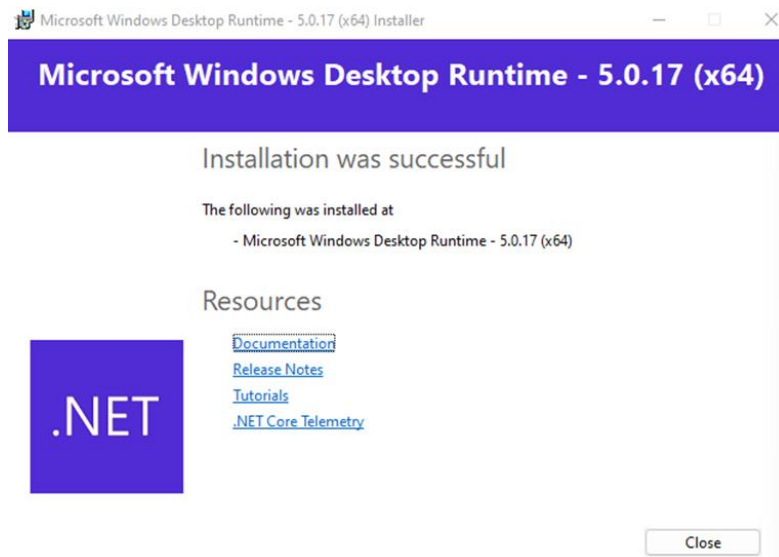 Microsoft Windows Desktop Runtime - 5.0.17 (x64) Installer
Microsoft Windows Desktop Runtime - 5.0.17 (x64)
Installation was successful
The following was installed at
- Microsoft Windows Desktop Runtime - 5.0.17 (x64)
Resources
Documentation
Release Notes
Tutorials
.NET Core Telemetry
.NET
Close